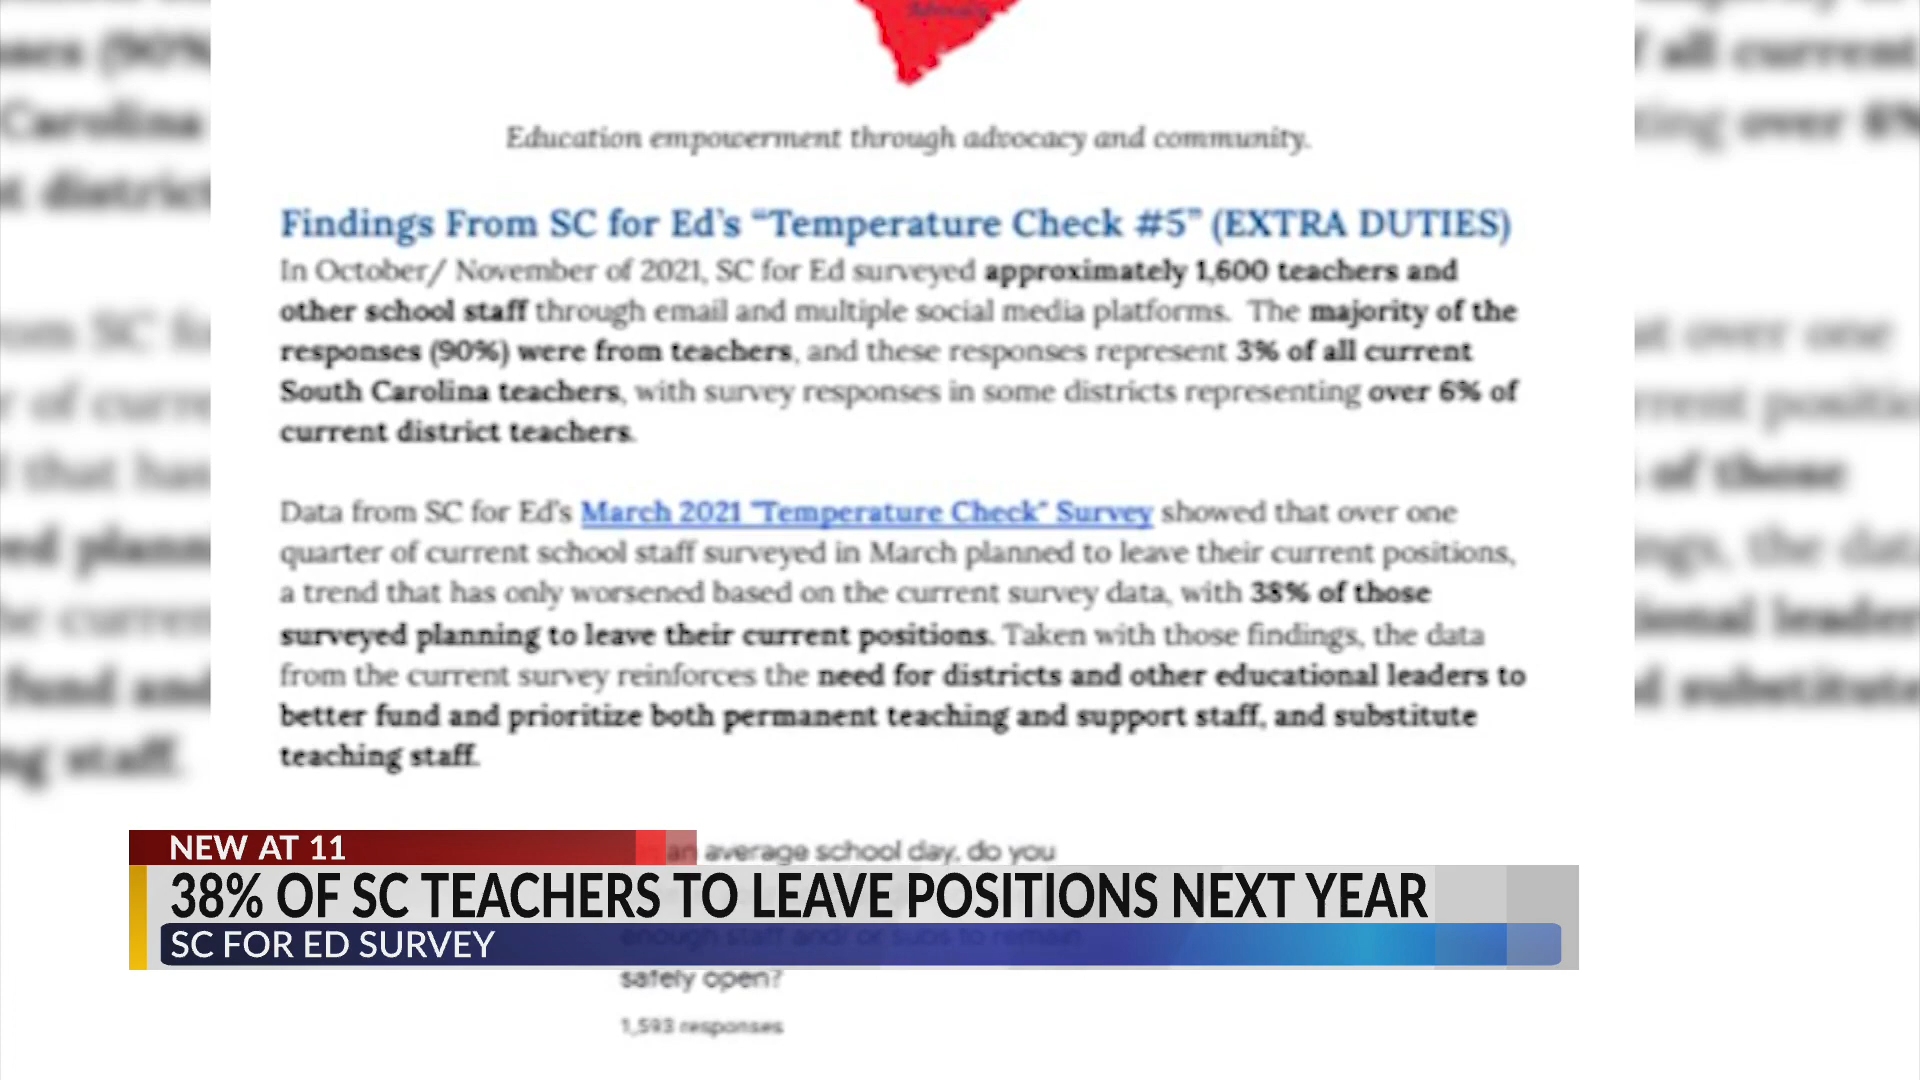 Advocacy
Education empowerment through advocacy and community.
Findings From SC for Ed's “Temperature Check #5” (EXTRA DUTIES)
In October/ November of 2021, SC for Ed surveyed approximately 1,600 teachers and
other school staff through email and multiple social media platforms. The majority of the
responses (90%) were from teachers, and these responses represent 3% of all current
South Carolina teachers, with survey responses in some districts representing over 6% of
current district teachers.
Data from SC for Ed's March 2021 "Temperature Check" Survey showed that over one
quarter of current school staff surveyed in March planned to leave their current positions,
a trend that has only worsened based on the current survey data, with 38% of those
surveyed planning to leave their current positions. Taken with those findings, the data
from the current survey reinforces the need for districts and other educational leaders to
better fund and prioritize both permanent teaching and support staff, and substitute
teaching staff.
NEW AT 11
an average school day, do you
38% OF SC TEACHERS TO LEAVE POSITIONS NEXT YEAR
SC FOR ED SURVEY
enough staff and/ or subs to remain
safely open?
1,593 responses